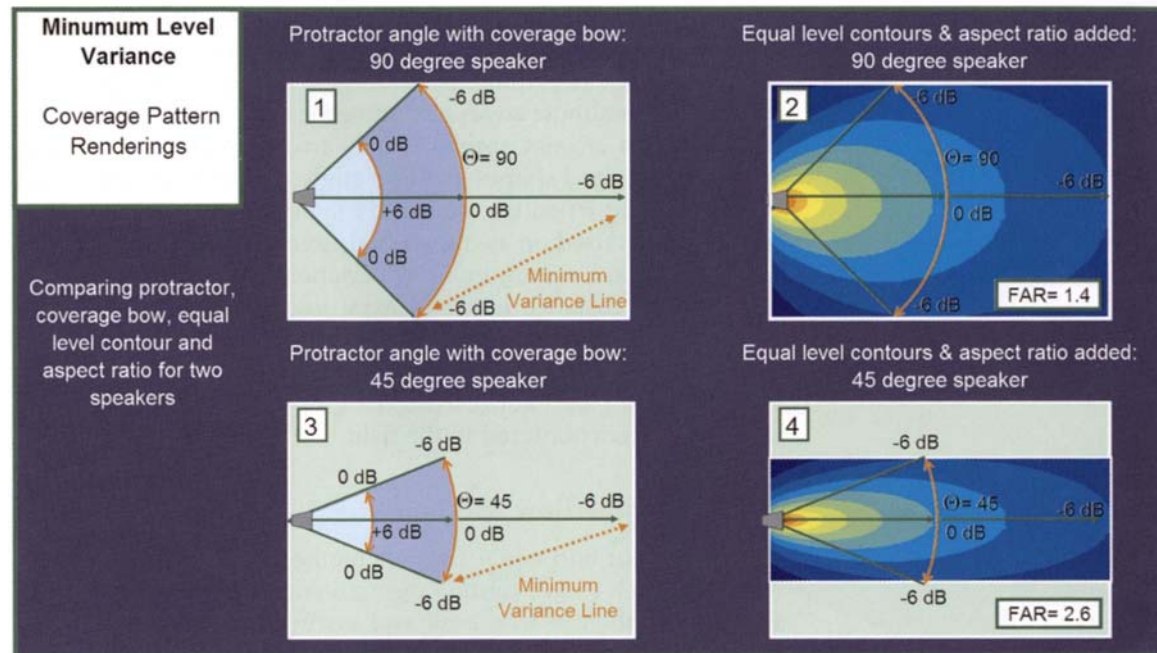 Minumum Level
Variance
Coverage Pattern
Renderings
Comparing protractor,
coverage bow, equal
level contour and
aspect ratio for two
speakers
Protractor angle with coverage bow:
90 degree speaker
1
-6 dB
0 dB
Θ= 90
-6 dB
+6 dB
0 dB
0 dB
Minimum
Variance Line
-6 dB
Equal level contours & aspect ratio added:
90 degree speaker
2
-6 dB
Θ= 90
-6 dB
0 dB
-6 dB
FAR= 1.4
Protractor angle with coverage bow:
45 degree speaker
3
-6 dB
0 dB
Θ= 45
-6 dB
+6 dB
0 dB
0 dB
-6 dB
Minimum
Variance Line
Equal level contours & aspect ratio added:
45 degree speaker
4
-6 dB
Θ= 45
-6 dB
0 dB
-6 dB
FAR= 2.6